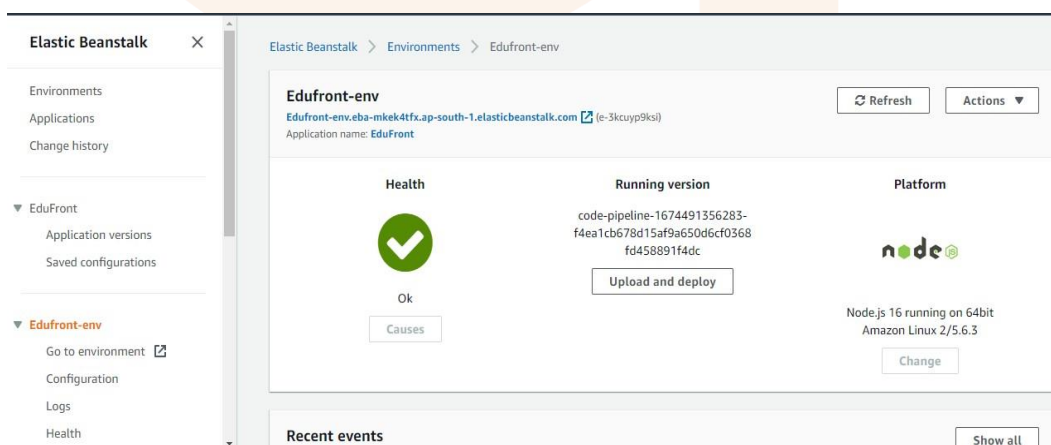 Elastic Beanstalk
Environments
Applications
Change history
EduFront
Application versions
Saved configurations
Edufront-env
Go to environment
Configuration
Logs
Health
Elastic Beanstalk > Environments > Edufront-env
Edufront-env
Edufront-env.eba-mkek4tfx.ap-south-1.elasticbeanstalk.com (e-3kcuyp9ksi)
Application name: EduFront
Refresh
Actions
Health
Ok
Causes
Running version
code-pipeline-1674491356283-
f4ea1cb678d15af9a650d6cf0368
fd458891f4dc
Upload and deploy
Platform
node JS
Node.js 16 running on 64bit
Amazon Linux 2/5.6.3
Change
Recent events
Show all